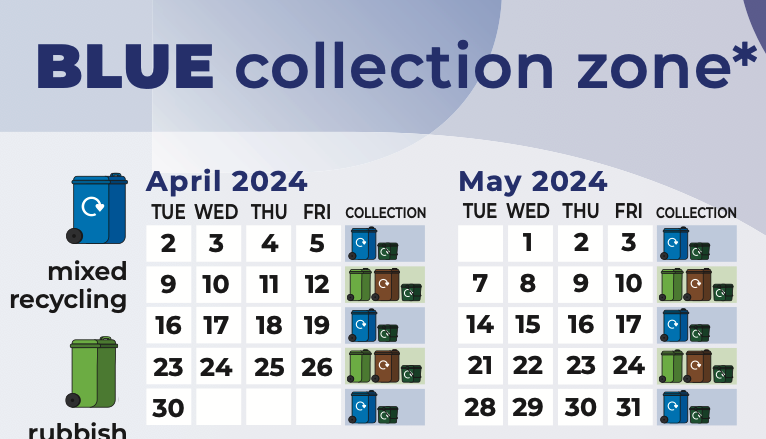 BLUE collection zone*
April 2024
TUE WED THU FRI COLLECTION
2 3 4 5
9 10 11 12
16 17 18 19
23 24 25 26
30
May 2024
TUE WED THU FRI COLLECTION
1 2 3
7 8 9 10
14 15 16 17
21 22 23 24
28 29 30 31
mixed
recycling
rubbish